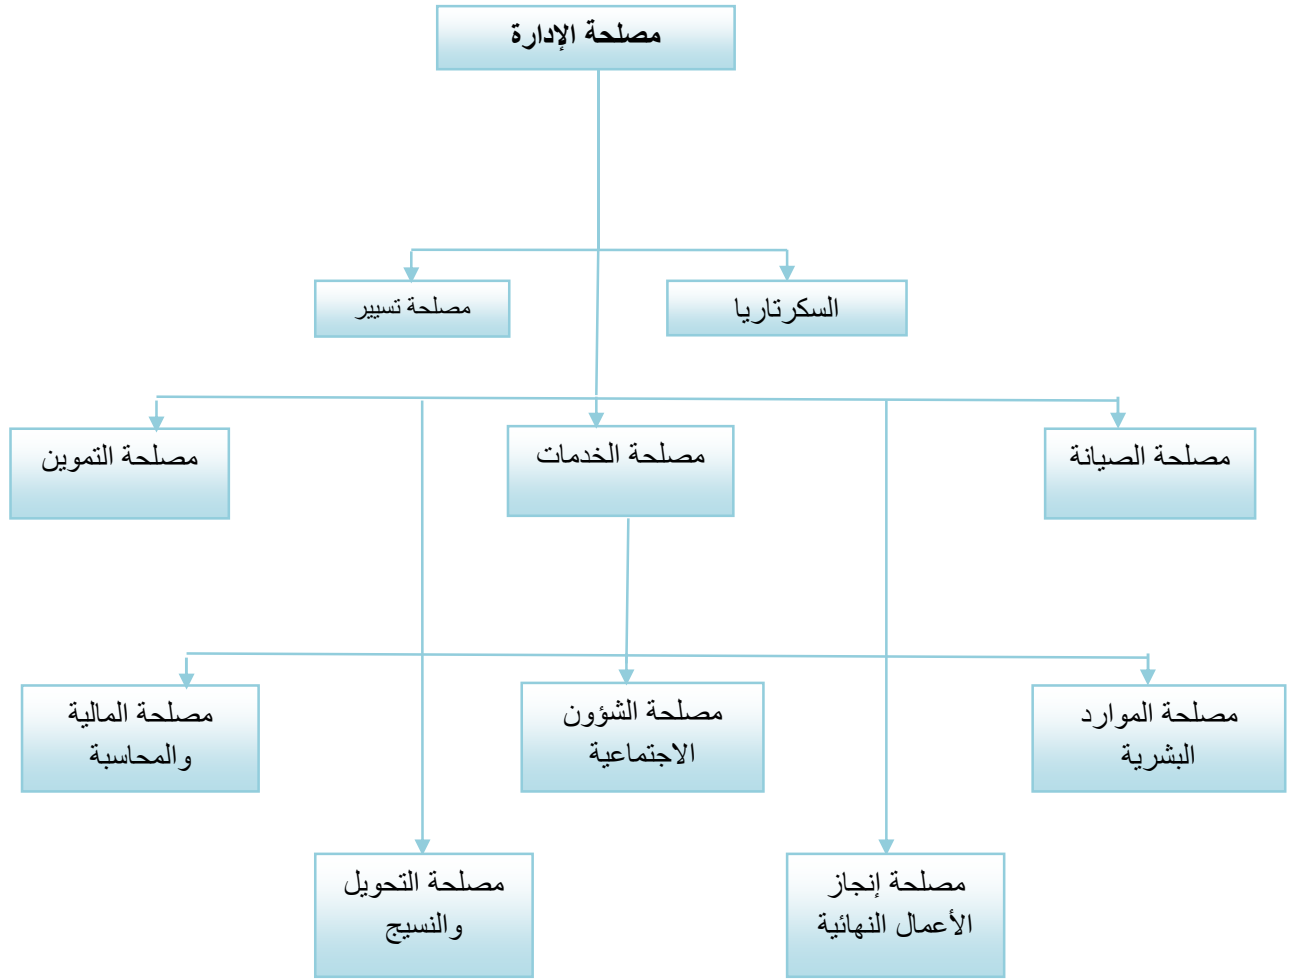 مصلحة الإدارة
السكرتاريا
مصلحة تسيير
مصلحة الصيانة
مصلحة الخدمات
مصلحة التموين
مصلحة الموارد
البشرية
مصلحة الشؤون
الاجتماعية
مصلحة المالية
والمحاسبة
مصلحة إنجاز
الأعمال النهائية
مصلحة التحويل
والنسيج